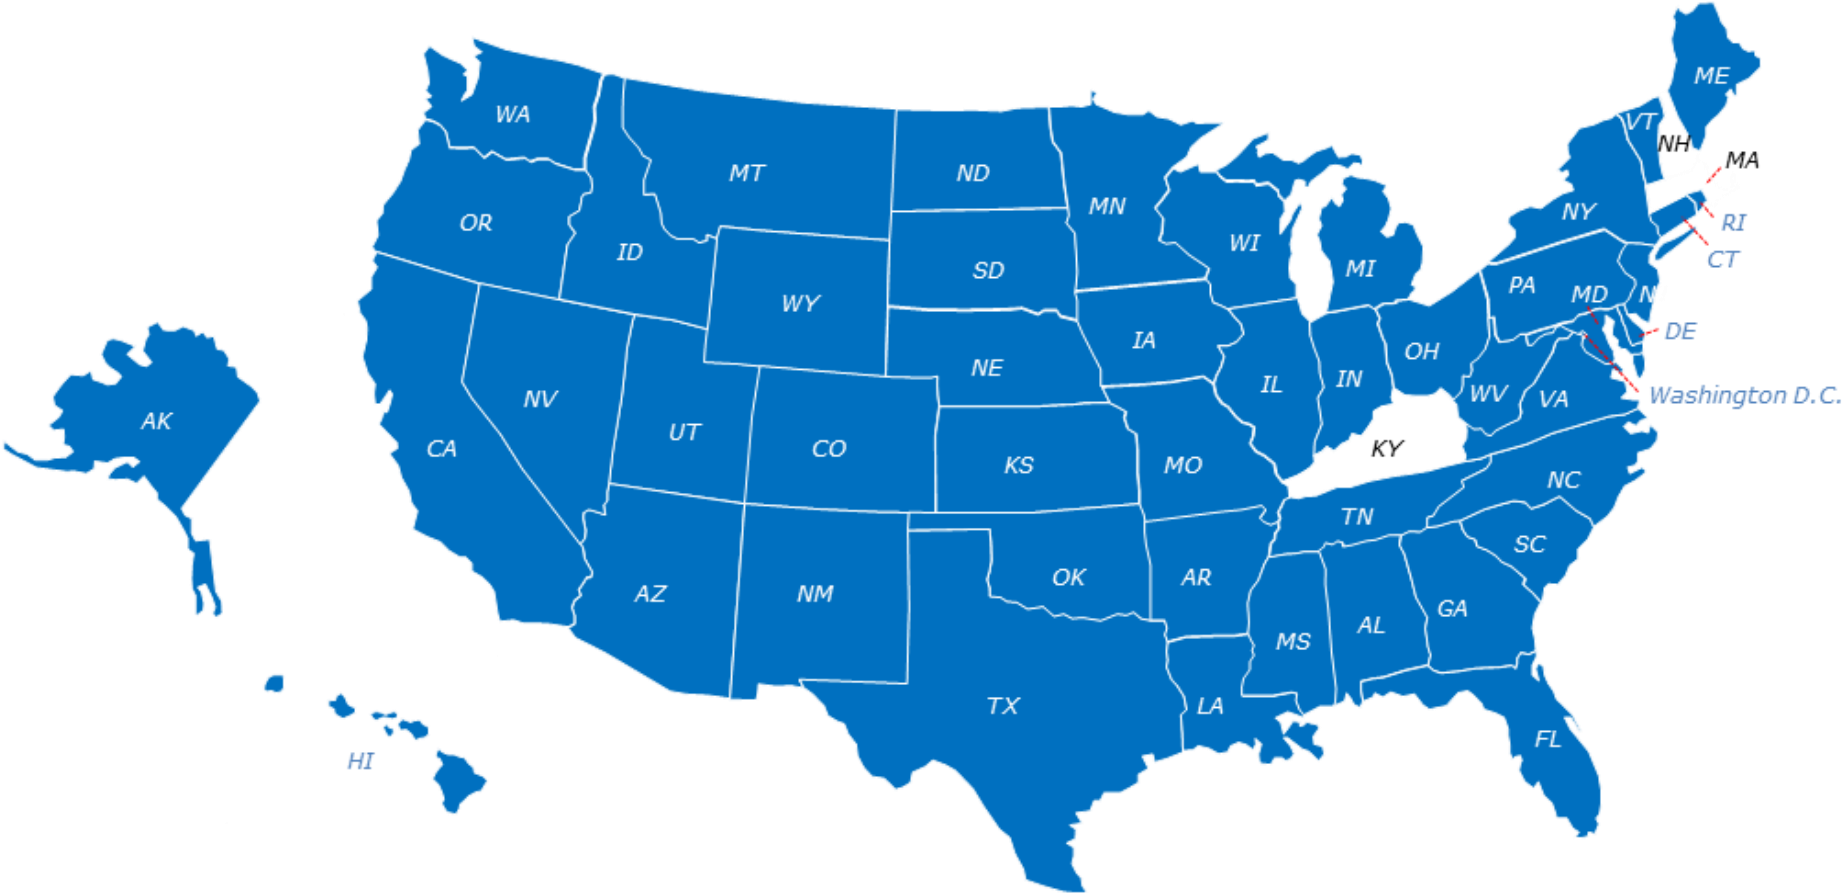 ME
WA
VT
NH
MA
MT
ND
MN
OR
NY
RI
WI
ID
CT
SD
MI
PA
MD
N
WY
DE
IA
OH
NE
IL
IN
WV
VA
Washington D.C.
NV
AK
UT
CA
CO
KY
KS
MO
NC
TN
SC
OK
AR
AZ
NM
GA
AL
MS
TX
LA
FL
HI